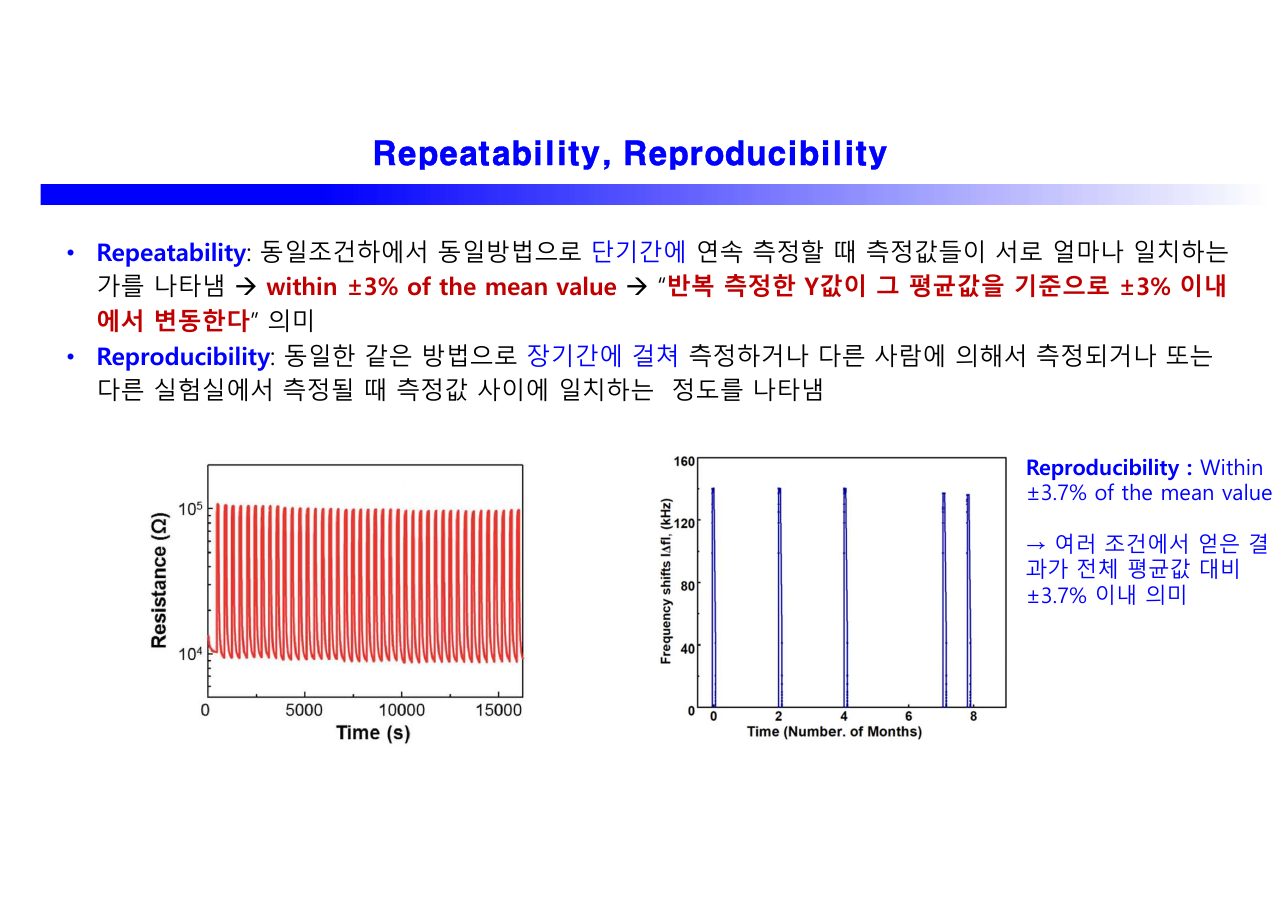 Repeatability, Reproducibility
• Repeatability: 동일조건하에서 동일방법으로 단기간에 연속 측정할 때 측정값들이 서로 얼마나 일치하는
가를 나타냄 → within ±3% of the mean value → “반복 측정한 Y값이 그 평균값을 기준으로 ±3% 이내
에서 변동한다” 의미
• Reproducibility: 동일한 같은 방법으로 장기간에 걸쳐 측정하거나 다른 사람에 의해서 측정되거나 또는
다른 실험실에서 측정될 때 측정값 사이에 일치하는 정도를 나타냄
Resistance (Ω)
10⁵
10⁴
0 5000 10000 15000
Time (s)
Frequency shifts |Δf|, (kHz)
160
120
80
40
0
0 2 4 6 8
Time (Number. of Months)
Reproducibility : Within
±3.7% of the mean value
→ 여러 조건에서 얻은 결
과가 전체 평균값 대비
±3.7% 이내 의미